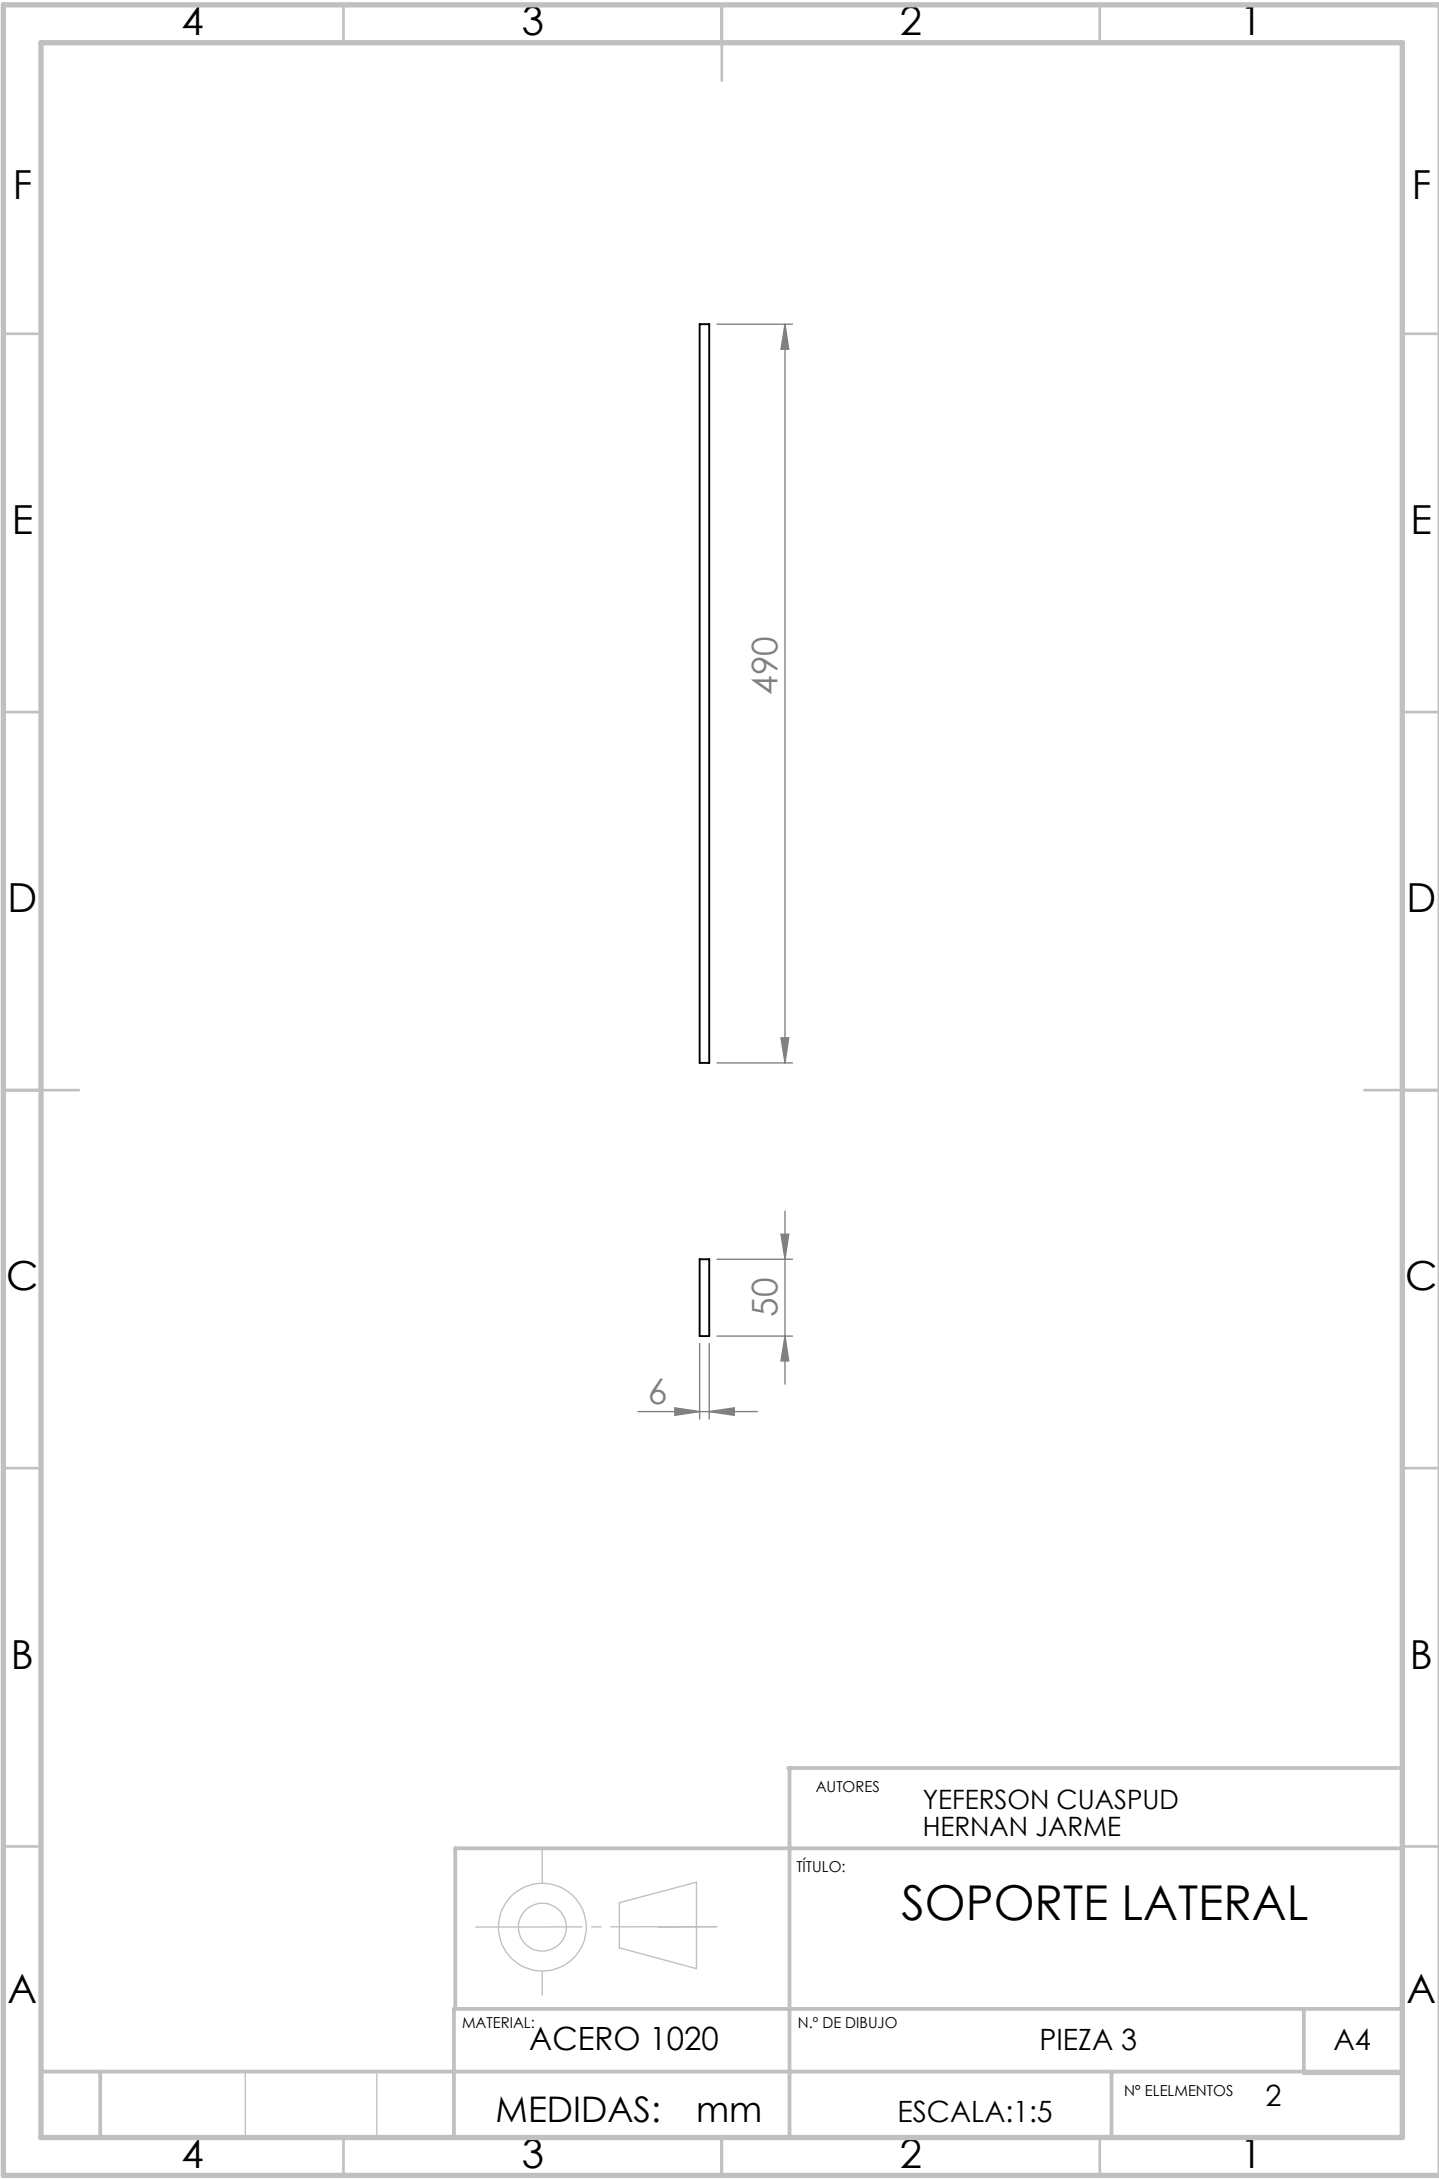 4 3 2 1
F F
E E
D D
C C
B B
A A
490
50
6
AUTORES
YEFERSON CUASPUD
HERNAN JARME
TÍTULO:
SOPORTE LATERAL
MATERIAL: ACERO 1020
N.º DE DIBUJO
PIEZA 3
A4
MEDIDAS: mm
ESCALA:1:5
Nº ELELMENTOS 2
4 3 2 1